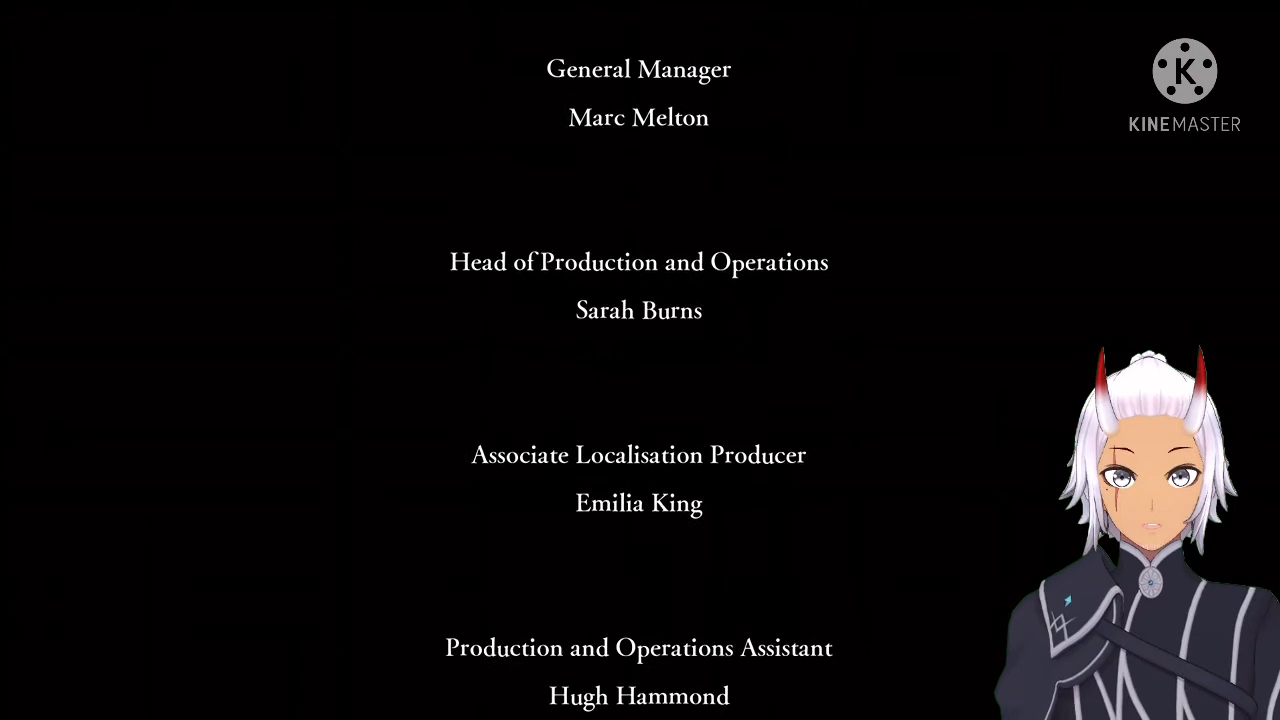 General Manager
Marc Melton
Head of Production and Operations
Sarah Burns
Associate Localisation Producer
Emilia King
Production and Operations Assistant
Hugh Hammond
K
KINEMASTER